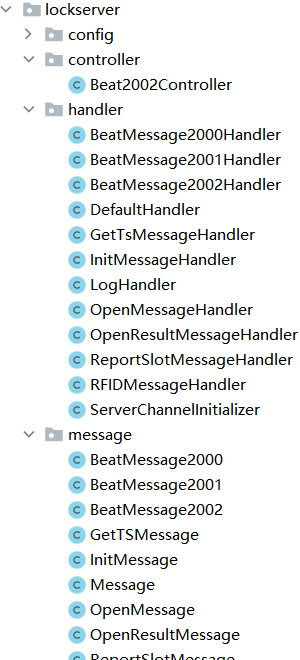 lockserver
config
controller
Beat2002Controller
handler
BeatMessage2000Handler
BeatMessage2001Handler
BeatMessage2002Handler
DefaultHandler
GetTsMessageHandler
InitMessageHandler
LogHandler
OpenMessageHandler
OpenResultMessageHandler
ReportSlotMessageHandler
RFIDMessageHandler
ServerChannelInitializer
message
BeatMessage2000
BeatMessage2001
BeatMessage2002
GetTSMessage
InitMessage
Message
OpenMessage
OpenResultMessage
ReportSlotMessage